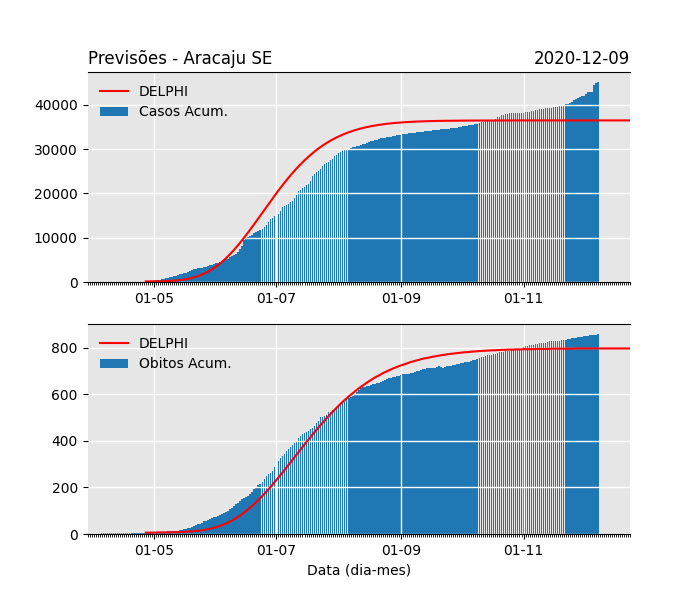 Previsões - Aracaju SE 2020-12-09
DELPHI
Casos Acum.
40000
30000
20000
10000
0
01-05 01-07 01-09 01-11
DELPHI
Obitos Acum.
800
600
400
200
0
01-05 01-07 01-09 01-11
Data (dia-mes)